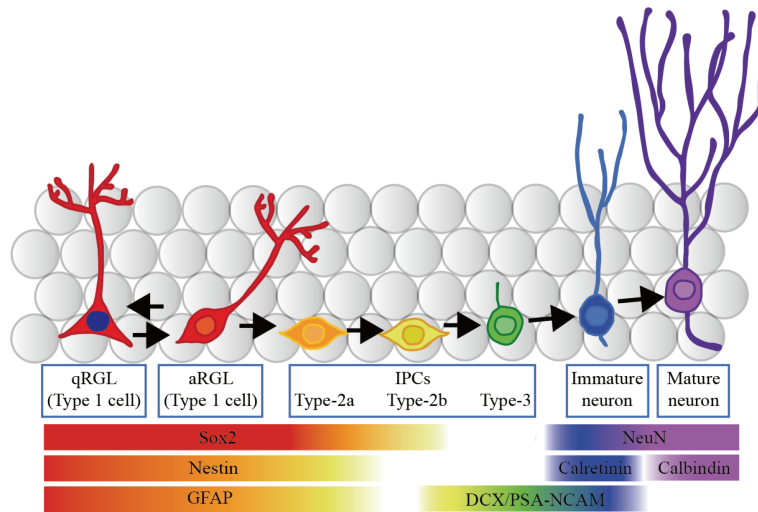 qRGL
(Type 1 cell)
aRGL
(Type 1 cell)
IPCs
Type-2a Type-2b Type-3
Immature
neuron
Mature
neuron
Sox2 NeuN
Nestin Calretinin Calbindin
GFAP DCX/PSA-NCAM